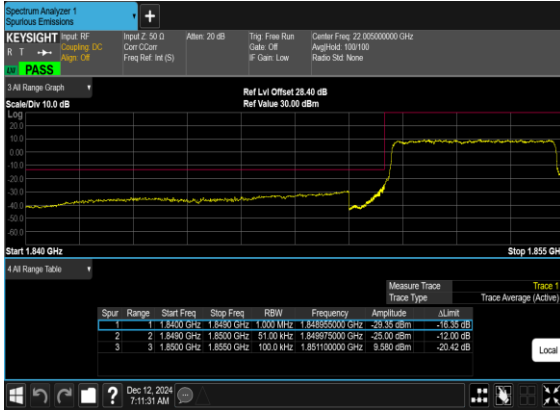 Spectrum Analyzer 1
Spurious Emissions
+
KEYSIGHT
R T
PASS
Input: RF
Coupling: DC
Align: Off
Input Z: 50 Ω
Corr CCorr
Freq Ref: Int (S)
Atten: 20 dB
Trig: Free Run
Gate: Off
IF Gain: Low
Center Freq: 22.005000000 GHz
Avg|Hold: 100/100
Radio Std: None
3 All Range Graph
Scale/Div 10.0 dB
Ref Lvl Offset 28.40 dB
Ref Value 30.00 dBm
Log
20.0
10.0
0.00
-10.0
-20.0
-30.0
-40.0
-50.0
-60.0
Start 1.840 GHz
Stop 1.855 GH
4 All Range Table
Measure Trace Trace 1
Trace Type Trace Average (Active)
Spur Range Start Freq Stop Freq RBW Frequency Amplitude ΔLimit
1 1 1.8400 GHz 1.8490 GHz 1.000 MHz 1.848955000 GHz -29.35 dBm -16.35 dB
2 2 1.8490 GHz 1.8500 GHz 51.00 kHz 1.849975000 GHz -25.00 dBm -12.00 dB
3 3 1.8500 GHz 1.8550 GHz 100.0 kHz 1.851100000 GHz 9.580 dBm -20.42 dB
Local
?
Dec 12, 2024
7:11:31 AM